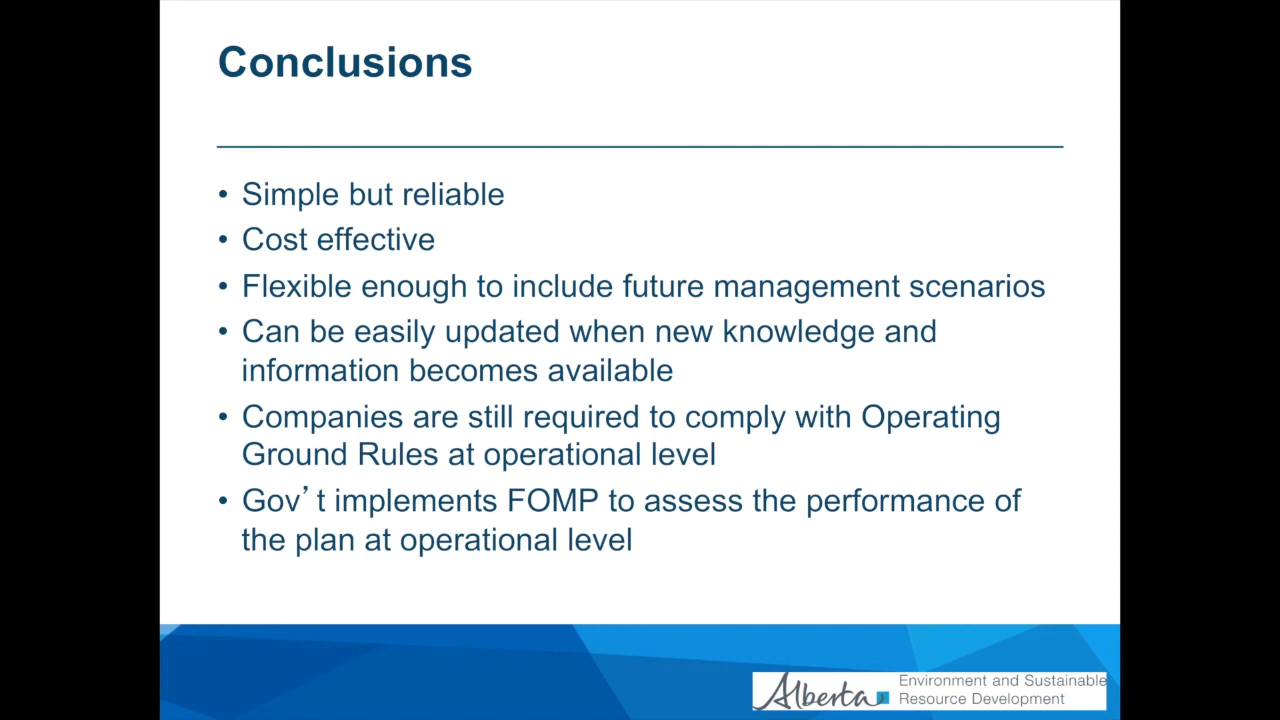 Conclusions
• Simple but reliable
• Cost effective
• Flexible enough to include future management scenarios
• Can be easily updated when new knowledge and
information becomes available
• Companies are still required to comply with Operating
Ground Rules at operational level
• Gov’t implements FOMP to assess the performance of
the plan at operational level
Alberta
Environment and Sustainable
Resource Development